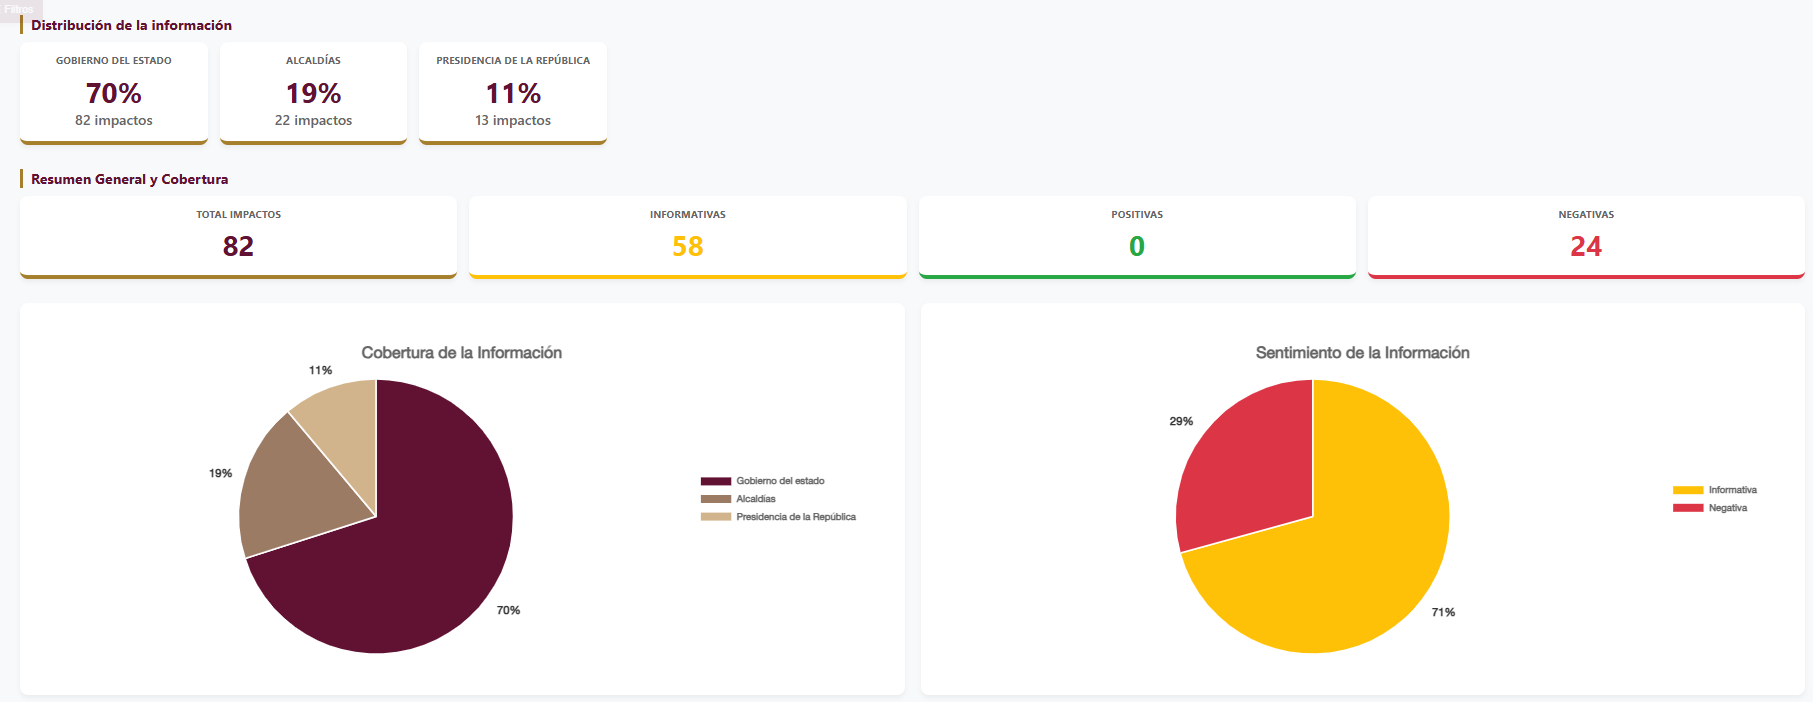 Filtros
Distribución de la información
GOBIERNO DEL ESTADO
70%
82 impactos
ALCALDÍAS
19%
22 impactos
PRESIDENCIA DE LA REPÚBLICA
11%
13 impactos
Resumen General y Cobertura
TOTAL IMPACTOS
82
INFORMATIVAS
58
POSITIVAS
0
NEGATIVAS
24
Cobertura de la Información
11%
19%
70%
Gobierno del estado
Alcaldías
Presidencia de la República
Sentimiento de la Información
29%
71%
Informativa
Negativa